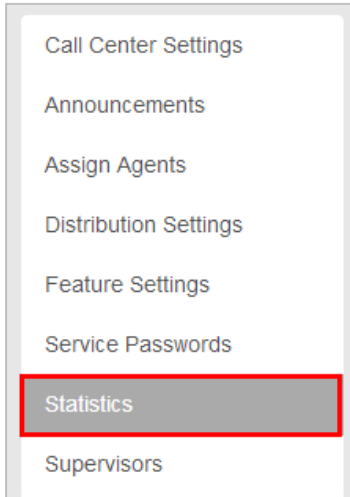 Call Center Settings
Announcements
Assign Agents
Distribution Settings
Feature Settings
Service Passwords
Statistics
Supervisors